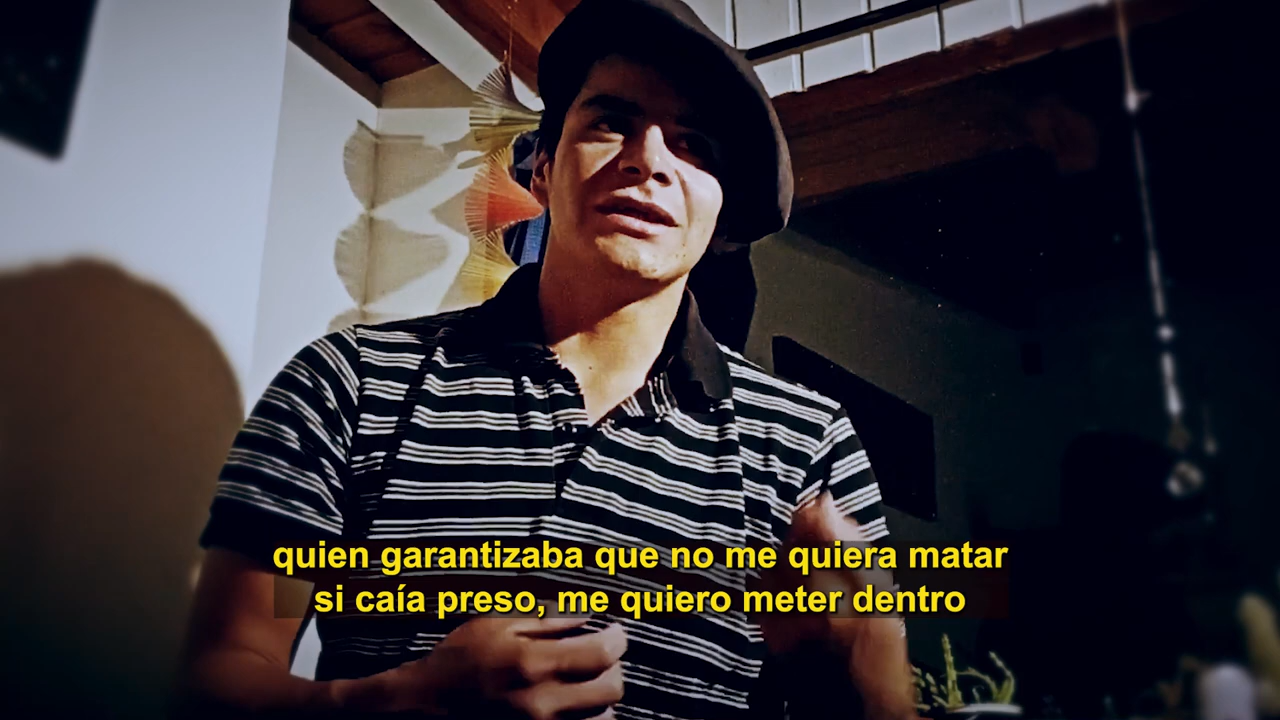 quien garantizaba que no me quiera matar
si caía preso, me quiero meter dentro